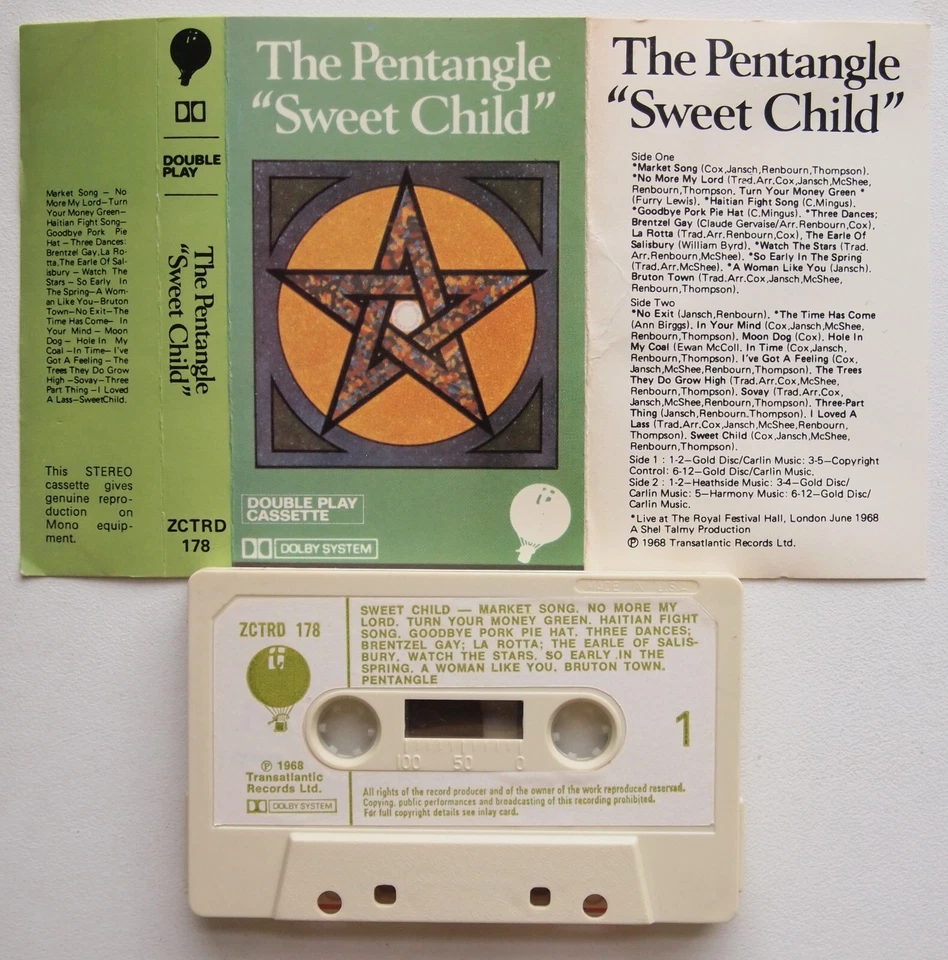 DOUBLE
PLAY
Market Song – No
More My Lord–Turn
Your Money Green–
Haitian Fight Song–
Goodbye Pork Pie
Hat – Three Dances:
Brentzel Gay,La Ro-
tta,The Earle Of Sal-
isbury – Watch The
Stars – So Early In
The Spring–A Wom-
an Like You–Bruton
Town–No Exit–The
Time Has Come– In
Your Mind – Moon
Dog – Hole In My
Coal –In Time– I've
Got A Feeling – The
Trees They Do Grow
High –Sovay–Three
Part Thing –I Loved
A Lass–SweetChild.
This STEREO
cassette gives
genuine repro-
duction on
Mono equip-
ment.
The Pentangle
"Sweet Child"
ZCTRD
178
The Pentangle
"Sweet Child"
DOUBLE PLAY
CASSETTE
DOLBY SYSTEM
The Pentangle
"Sweet Child"
Side One
*Market Song (Cox,Jansch,Renbourn,Thompson).
*No More My Lord (Tred.Arr.Cox,Jansch,McShee,
Renbourn,Thompson. Turn Your Money Green *
(Furry Lewis). *Haitian Fight Song (C.Mingus).
*Goodbye Pork Pie Hat (C.Mingus). *Three Dances;
Brentzel Gay (Claude Gervaise/Arr.Renbourn,Cox).
La Rotta (Trad.Arr.Renbourn,Cox), The Earle Of
Salisbury (William Byrd). *Watch The Stars (Trad.
Arr.Renbourn,McShee). *So Early In The Spring
(Trad.Arr.McShee). *A Woman Like You (Jansch).
Bruton Town (Trad.Arr.Cox,Jansch,McShee,
Renbourn,Thompson).
Side Two
*No Exit (Jansch,Renbourn). *The Time Has Come
(Ann Birggs). In Your Mind (Cox,Jansch,McShee,
Renbourn,Thompson). Moon Dog (Cox). Hole In
My Coal (Ewan McColl. In Time (Cox,Jansch,
Renbourn,Thompson). I've Got A Feeling (Cox,
Jansch,McShee,Renbourn,Thompson). The Trees
They Do Grow High (Trad.Arr.Cox,McShee,
Renbourn,Thompson). Sovay (Trad.Arr.Cox,
Jansch,McShee,Renbourn,Thompson). Three-Part
Thing (Jansch,Renbourn.Thompson). I Loved A
Lass (Trad.Arr.Cox,Jansch,McShee,Renbourn,
Thompson). Sweet Child (Cox,Jansch,McShee,
Renbourn,Thompson).
Side 1 : 1-2–Gold Disc/Carlin Music: 3-5–Copyright
Control: 6-12–Gold Disc/Carlin Music.
Side 2 : 1-2–Heathside Music: 3-4–Gold Disc/
Carlin Music: 5–Harmony Music: 6-12–Gold Disc/
Carlin Music.
*Live at The Royal Festival Hall, London June 1968
A Shel Talmy Production
℗ 1968 Transatlantic Records Ltd.
MADE IN U.S.A.
ZCTRD 178
SWEET CHILD — MARKET SONG. NO MORE MY
LORD. TURN YOUR MONEY GREEN. HAITIAN FIGHT
SONG. GOODBYE PORK PIE HAT. THREE DANCES;
BRENTZEL GAY; LA ROTTA; THE EARLE OF SALIS-
BURY. WATCH THE STARS. SO EARLY IN THE
SPRING. A WOMAN LIKE YOU. BRUTON TOWN.
PENTANGLE
1
100 50 0
℗ 1968
Transatlantic
Records Ltd.
DOLBY SYSTEM
All rights of the record producer and of the owner of the work reproduced reserved.
Copying, public performances and broadcasting of this recording prohibited.
For full copyright details see inlay card.